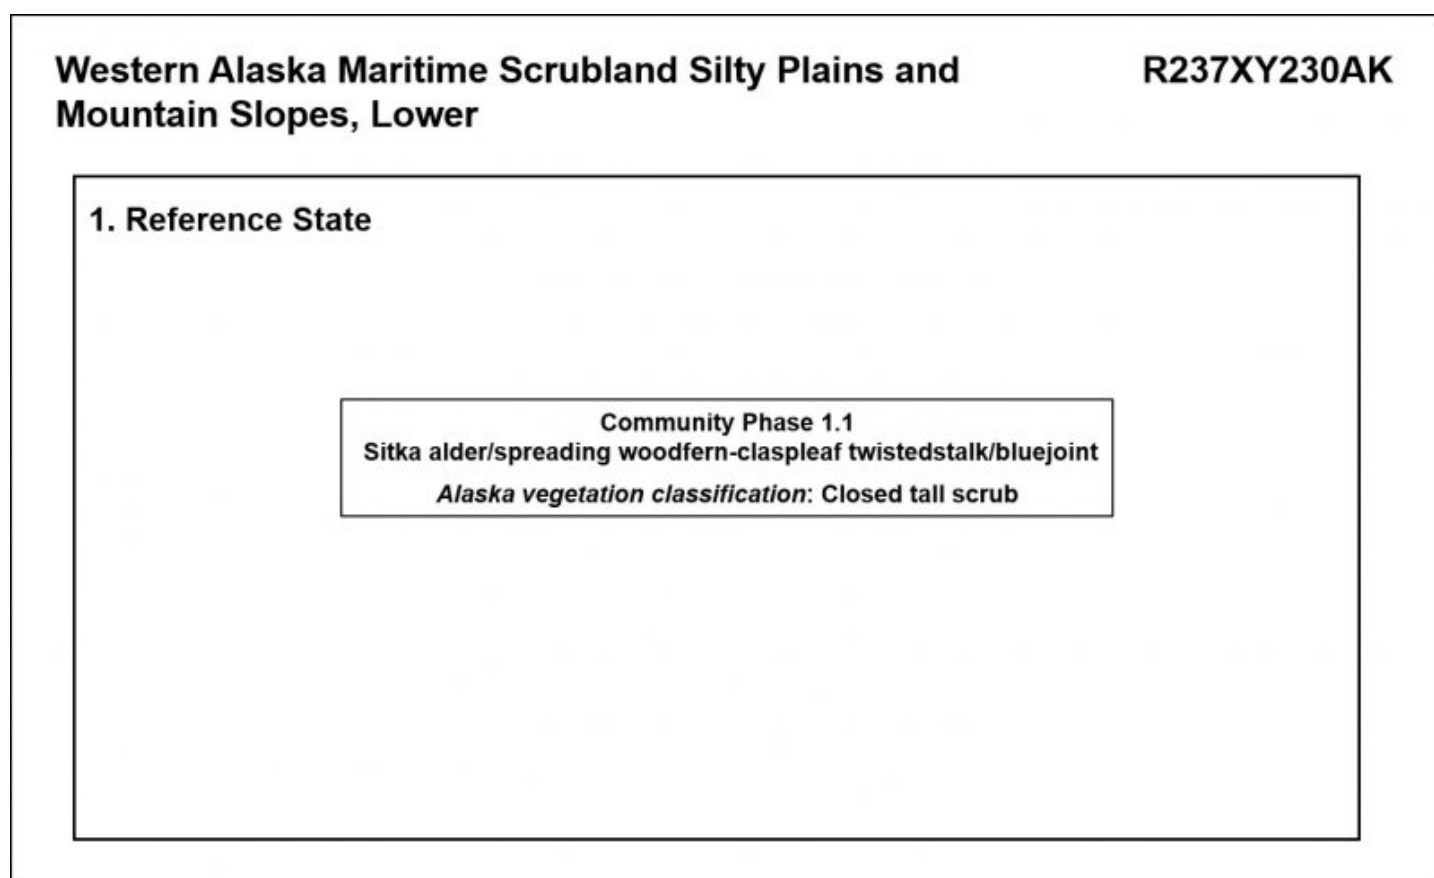 Western Alaska Maritime Scrubland Silty Plains and
Mountain Slopes, Lower
R237XY230AK
1. Reference State
Community Phase 1.1
Sitka alder/spreading woodfern-claspleaf twistedstalk/bluejoint
Alaska vegetation classification: Closed tall scrub